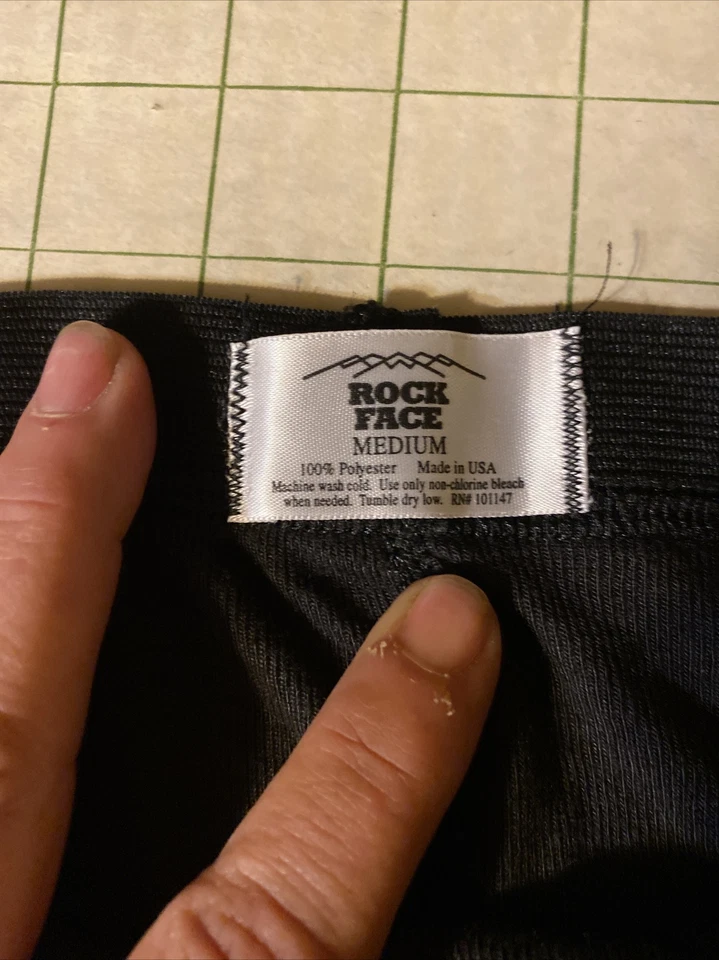 ROCK
FACE
MEDIUM
100% Polyester Made in USA
Machine wash cold. Use only non-chlorine bleach
when needed. Tumble dry low. RN# 101147